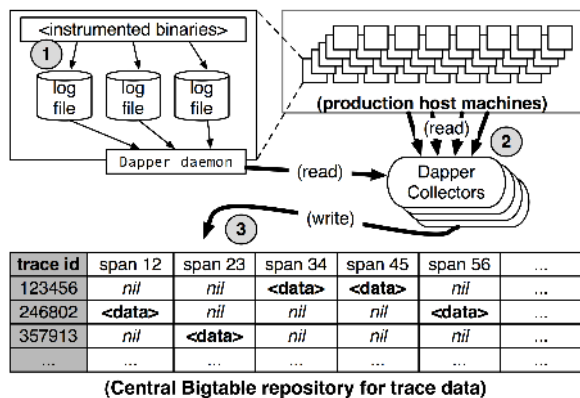 <instrumented binaries>
1
log file
log file
log file
Dapper daemon
(production host machines)
(read)
2
(read)
Dapper Collectors
3
(write)
trace id span 12 span 23 span 34 span 45 span 56 ...
123456 nil nil <data> <data> nil ...
246802 <data> nil nil nil <data> ...
357913 nil <data> nil nil nil ...
... ... ... ... ... ... ...
(Central Bigtable repository for trace data)